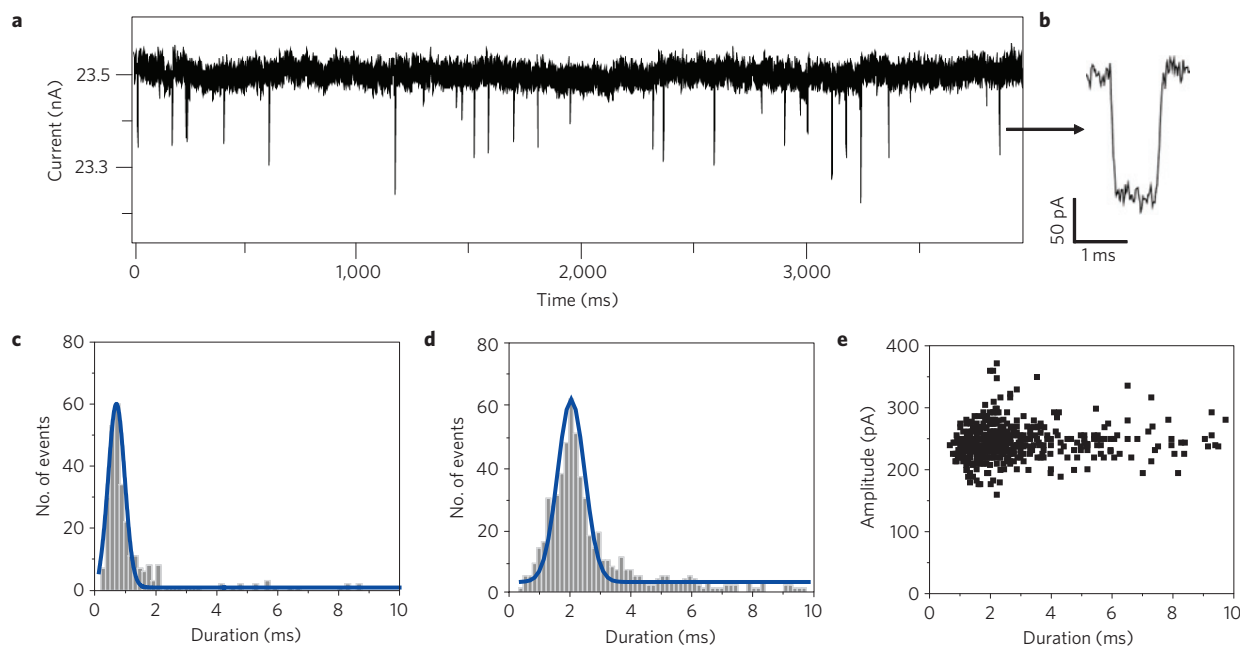 a
b
Current (nA)
23.5
23.3
0
1,000
2,000
3,000
Time (ms)
50 pA
1 ms
c
No. of events
80
60
40
20
0
0 2 4 6 8 10
Duration (ms)
d
No. of events
80
60
40
20
0
0 2 4 6 8 10
Duration (ms)
e
Amplitude (pA)
400
300
200
100
0
0 2 4 6 8 10
Duration (ms)